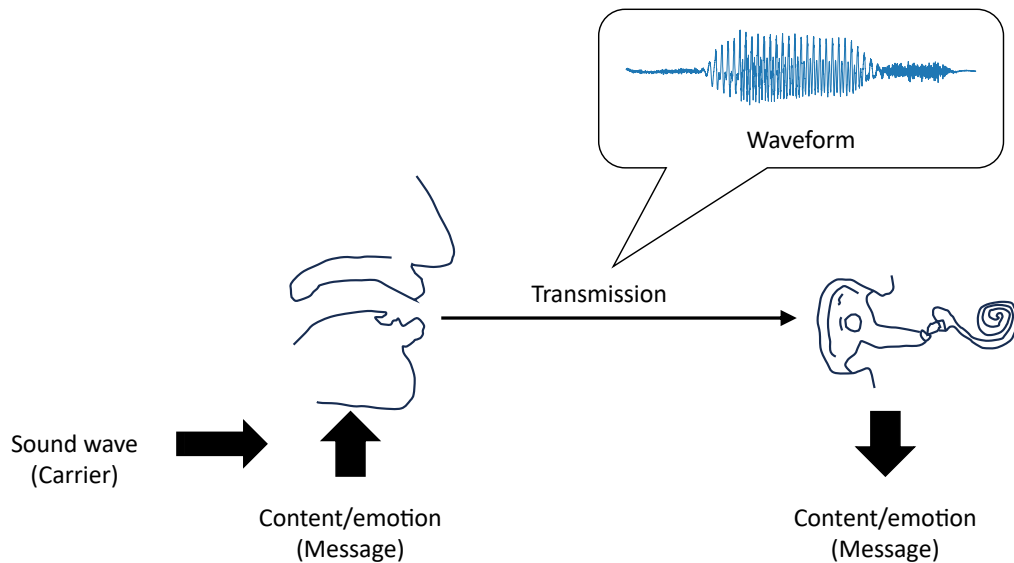 Waveform
Transmission
Sound wave
(Carrier)
Content/emotion
(Message)
Content/emotion
(Message)